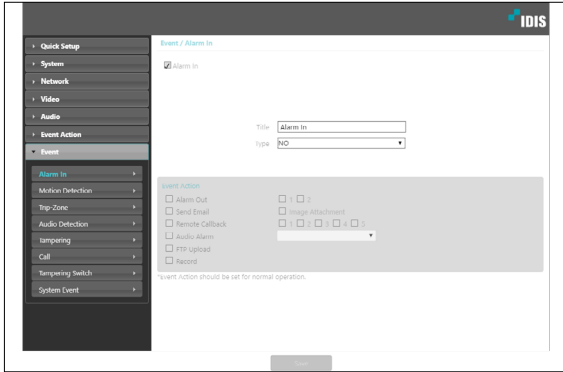 IDIS
Quick Setup
System
Network
Video
Audio
Event Action
Event
Alarm In
Motion Detection
Trip-Zone
Audio Detection
Tampering
Call
Tampering Switch
System Event
Event / Alarm In
Alarm In
Title Alarm In
Type NO
Event Action
Alarm Out 1 2
Send Email Image Attachment
Remote Callback 1 2 3 4 5
Audio Alarm
FTP Upload
Record
*Event Action should be set for normal operation.
Save